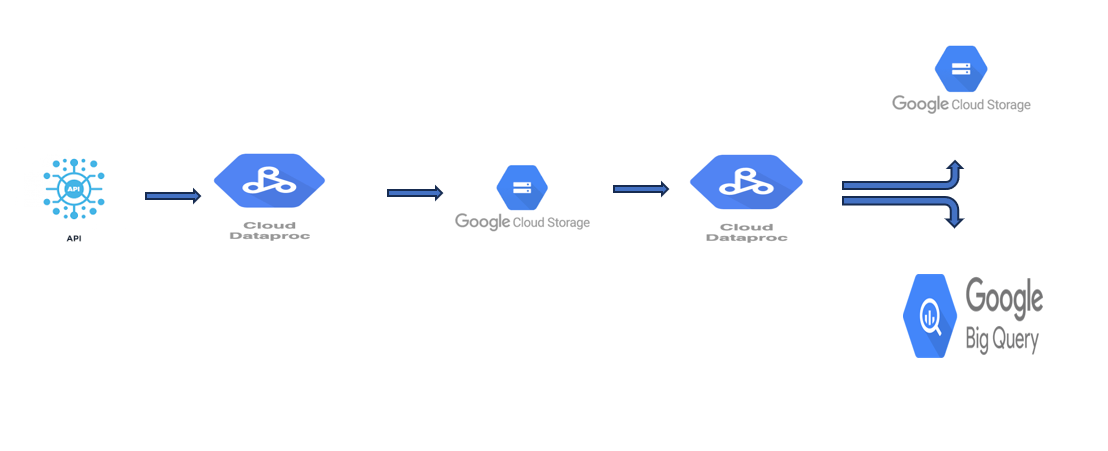 Google Cloud Storage
API
API
Cloud
Dataproc
Google Cloud Storage
Cloud
Dataproc
Google
Big Query